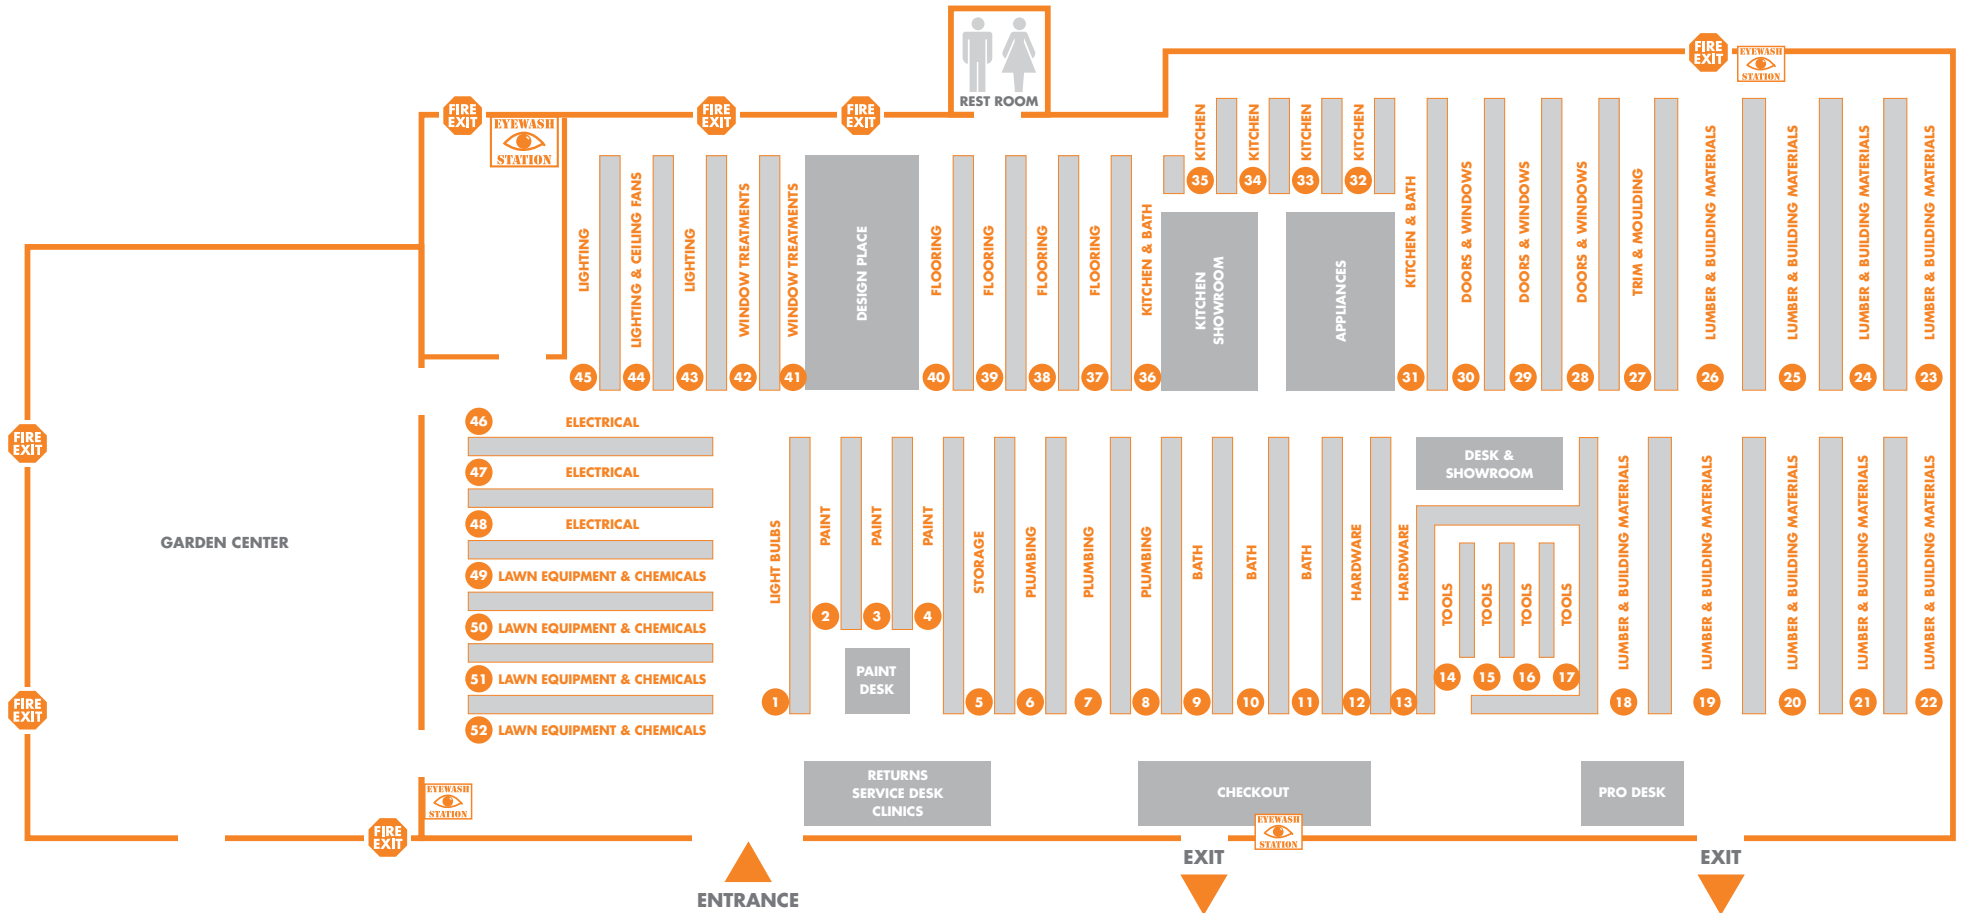 FIRE
EXIT
EYEWASH
STATION
REST ROOM
FIRE
EXIT
EYEWASH
STATION
FIRE
EXIT
FIRE
EXIT
KITCHEN
35
KITCHEN
34
KITCHEN
33
KITCHEN
32
LIGHTING
45
LIGHTING & CEILING FANS
44
LIGHTING
43
WINDOW TREATMENTS
42
WINDOW TREATMENTS
41
DESIGN PLACE
FLOORING
40
FLOORING
39
FLOORING
38
FLOORING
37
KITCHEN & BATH
36
KITCHEN
SHOWROOM
APPLIANCES
KITCHEN & BATH
31
DOORS & WINDOWS
30
DOORS & WINDOWS
29
DOORS & WINDOWS
28
TRIM & MOULDING
27
LUMBER & BUILDING MATERIALS
26
LUMBER & BUILDING MATERIALS
25
LUMBER & BUILDING MATERIALS
24
LUMBER & BUILDING MATERIALS
23
FIRE
EXIT
GARDEN CENTER
FIRE
EXIT
46 ELECTRICAL
47 ELECTRICAL
48 ELECTRICAL
49 LAWN EQUIPMENT & CHEMICALS
50 LAWN EQUIPMENT & CHEMICALS
51 LAWN EQUIPMENT & CHEMICALS
52 LAWN EQUIPMENT & CHEMICALS
LIGHT BULBS
1
PAINT
2
PAINT
3
PAINT
4
PAINT
DESK
STORAGE
5
PLUMBING
6
PLUMBING
7
PLUMBING
8
BATH
9
BATH
10
BATH
11
HARDWARE
12
HARDWARE
13
DESK &
SHOWROOM
TOOLS
14
TOOLS
15
TOOLS
16
TOOLS
17
LUMBER & BUILDING MATERIALS
18
LUMBER & BUILDING MATERIALS
19
LUMBER & BUILDING MATERIALS
20
LUMBER & BUILDING MATERIALS
21
LUMBER & BUILDING MATERIALS
22
EYEWASH
STATION
FIRE
EXIT
RETURNS
SERVICE DESK
CLINICS
CHECKOUT
EYEWASH
STATION
PRO DESK
ENTRANCE
EXIT
EXIT